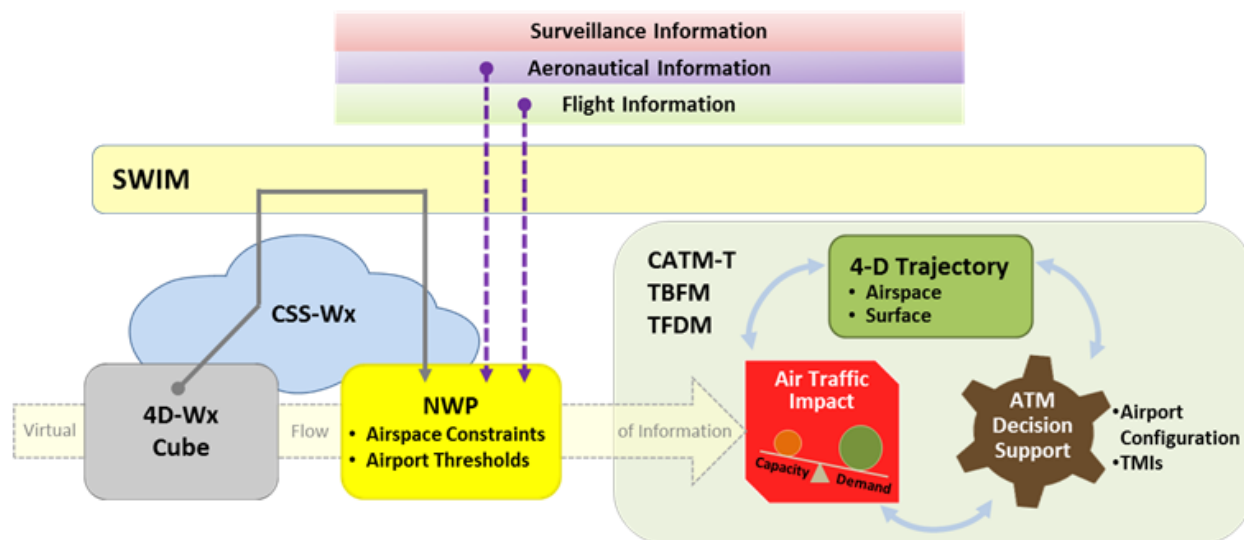 Surveillance Information
Aeronautical Information
Flight Information
SWIM
CSS-Wx
4D-Wx
Cube
Virtual
Flow
of Information
NWP
• Airspace Constraints
• Airport Thresholds
CATM-T
TBFM
TFDM
4-D Trajectory
• Airspace
• Surface
Air Traffic
Impact
Capacity
Demand
ATM
Decision
Support
•Airport
Configuration
•TMIs